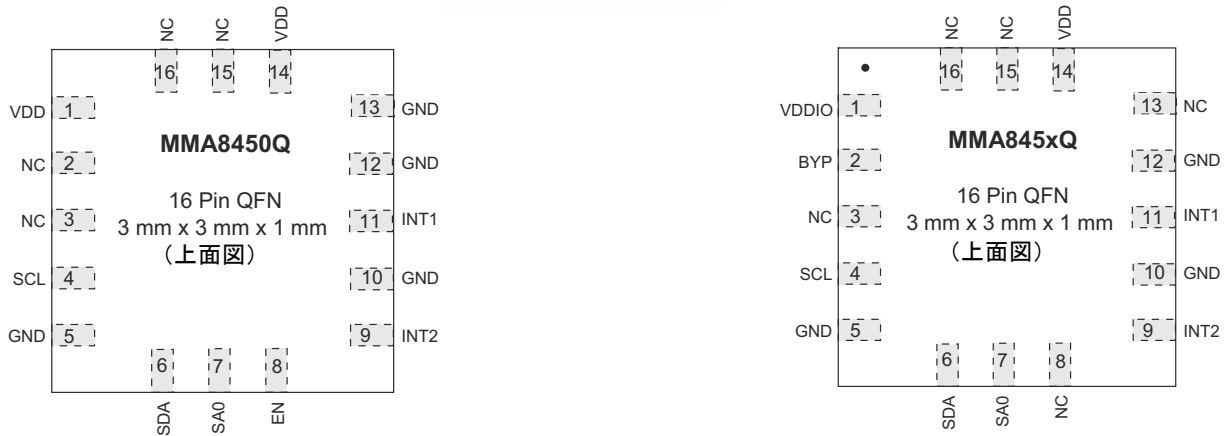 NC
NC
VDD
16
15
14
VDD
1
13
GND
MMA8450Q
NC
2
12
GND
16 Pin QFN
NC
3
11
INT1
3 mm x 3 mm x 1 mm
（上面図）
SCL
4
10
GND
GND
5
9
INT2
6
7
8
SDA
SA0
EN
NC
NC
VDD
16
15
14
VDDIO
1
13
NC
MMA845xQ
BYP
2
12
GND
16 Pin QFN
NC
3
11
INT1
3 mm x 3 mm x 1 mm
（上面図）
SCL
4
10
GND
GND
5
9
INT2
6
7
8
SDA
SA0
NC